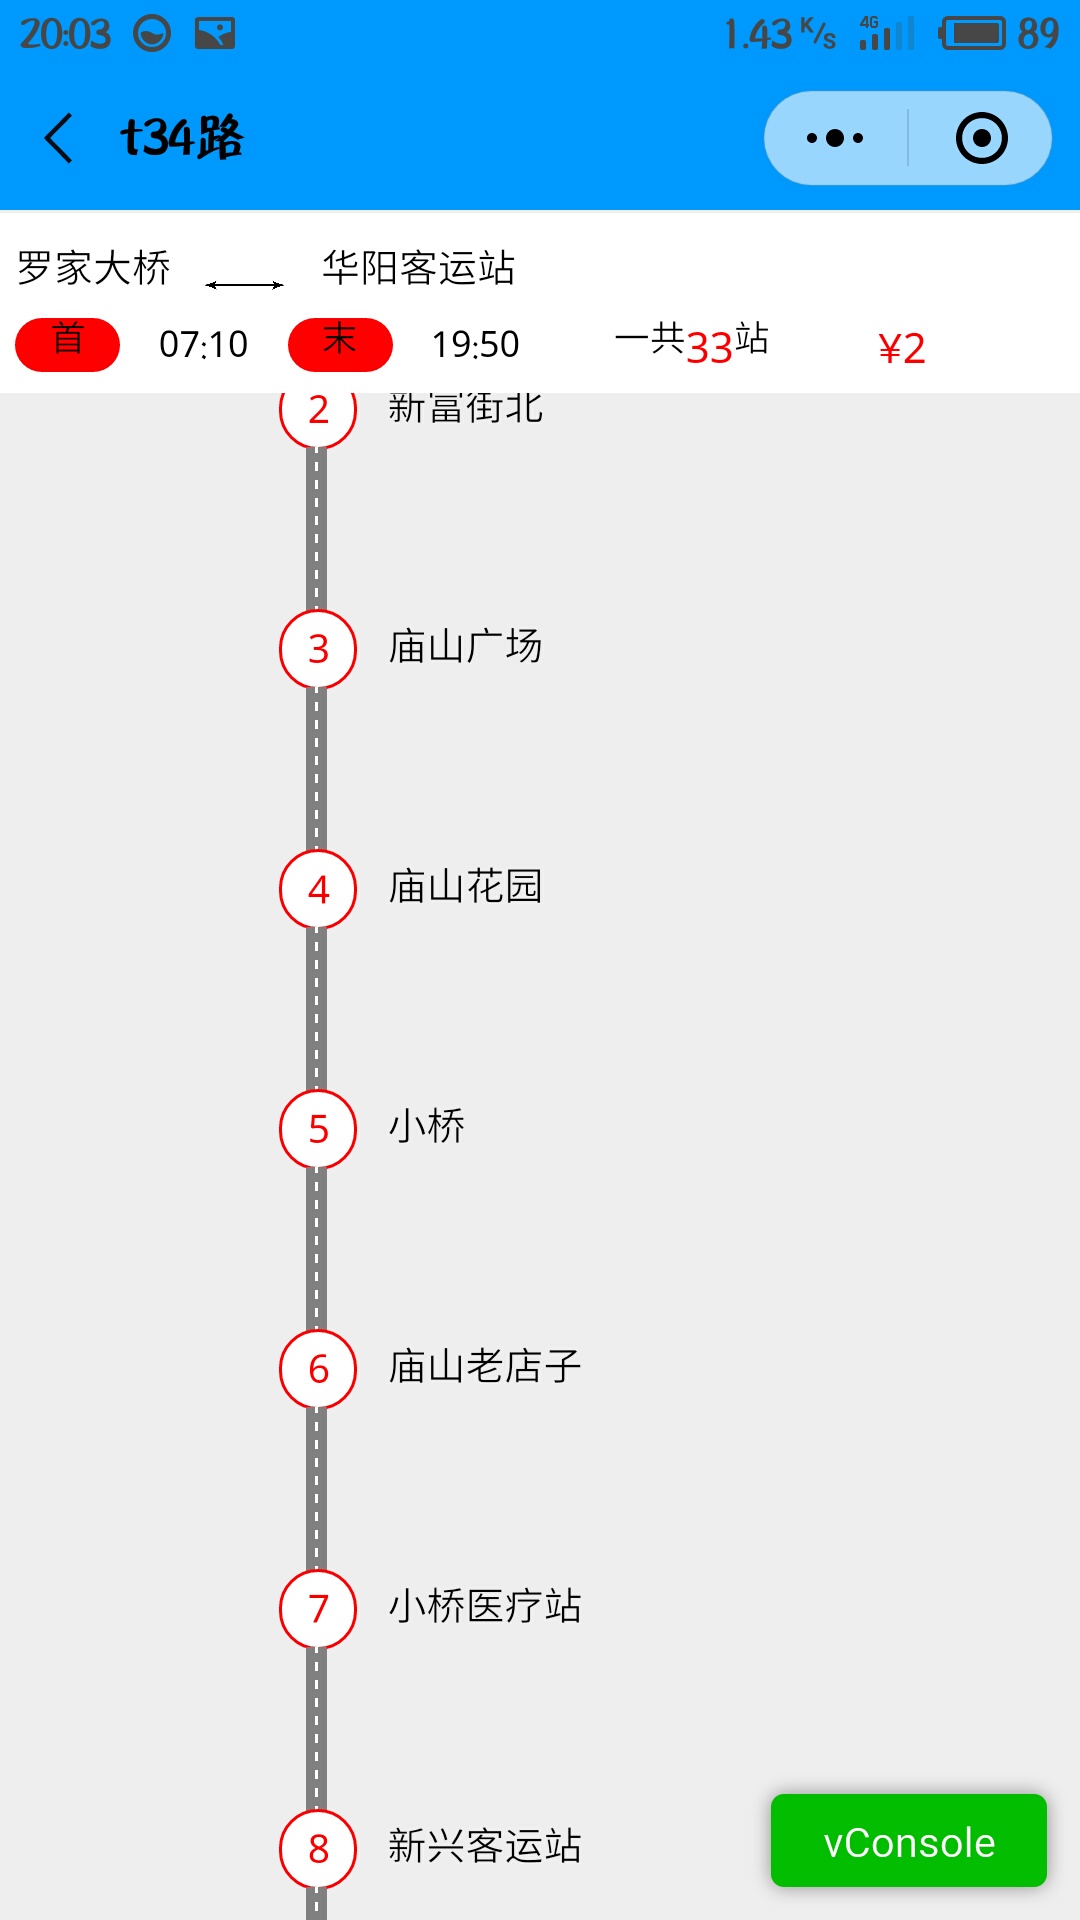 20:03 1.43 K/s 4G 89
t34路
罗家大桥 华阳客运站
首 07:10 末 19:50 一共33站 ¥2
2 新富街北
3 庙山广场
4 庙山花园
5 小桥
6 庙山老店子
7 小桥医疗站
8 新兴客运站
vConsole